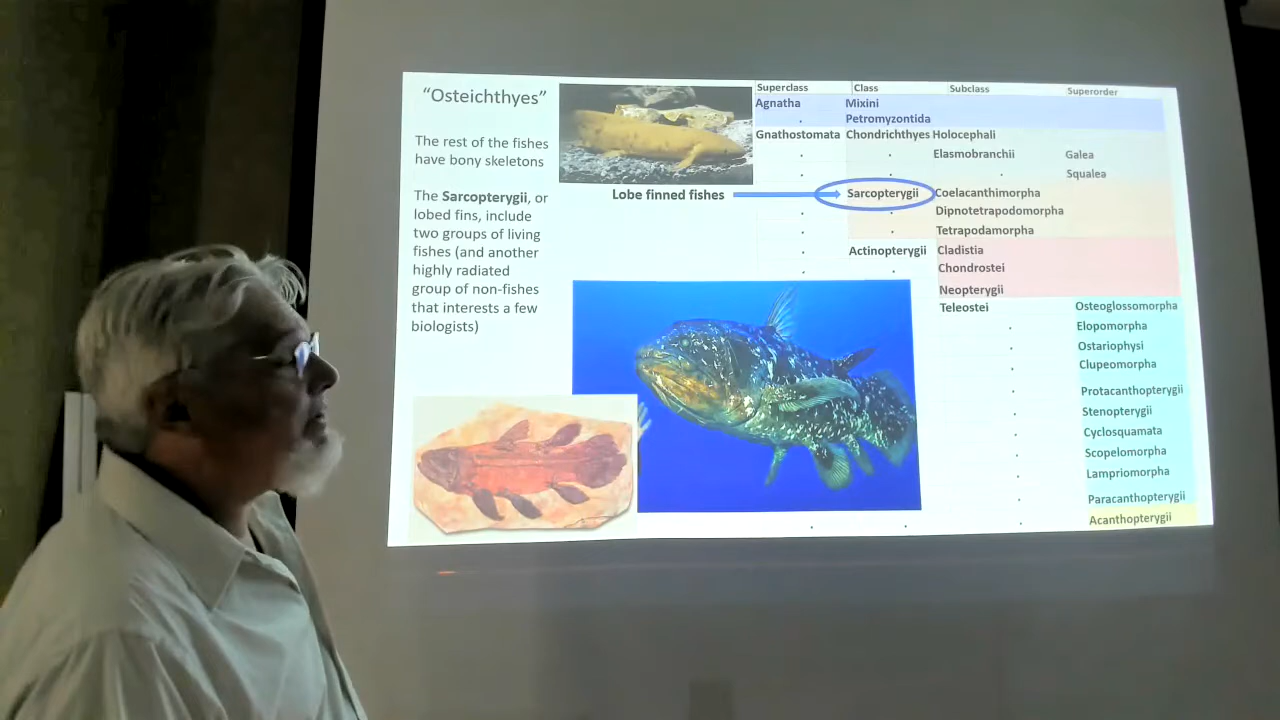 “Osteichthyes”
The rest of the fishes
have bony skeletons
The Sarcopterygii, or
lobed fins, include
two groups of living
fishes (and another
highly radiated
group of non-fishes
that interests a few
biologists)
Lobe finned fishes
Superclass Class Subclass Superorder
Agnatha Mixini
Petromyzontida
Gnathostomata Chondrichthyes Holocephali
Elasmobranchii Galea
Squalea
Sarcopterygii Coelacanthimorpha
Dipnotetrapodomorpha
Tetrapodamorpha
Actinopterygii Cladistia
Chondrostei
Neopterygii
Teleostei Osteoglossomorpha
Elopomorpha
Ostariophysi
Clupeomorpha
Protacanthopterygii
Stenopterygii
Cyclosquamata
Scopelomorpha
Lampriomorpha
Paracanthopterygii
Acanthopterygii